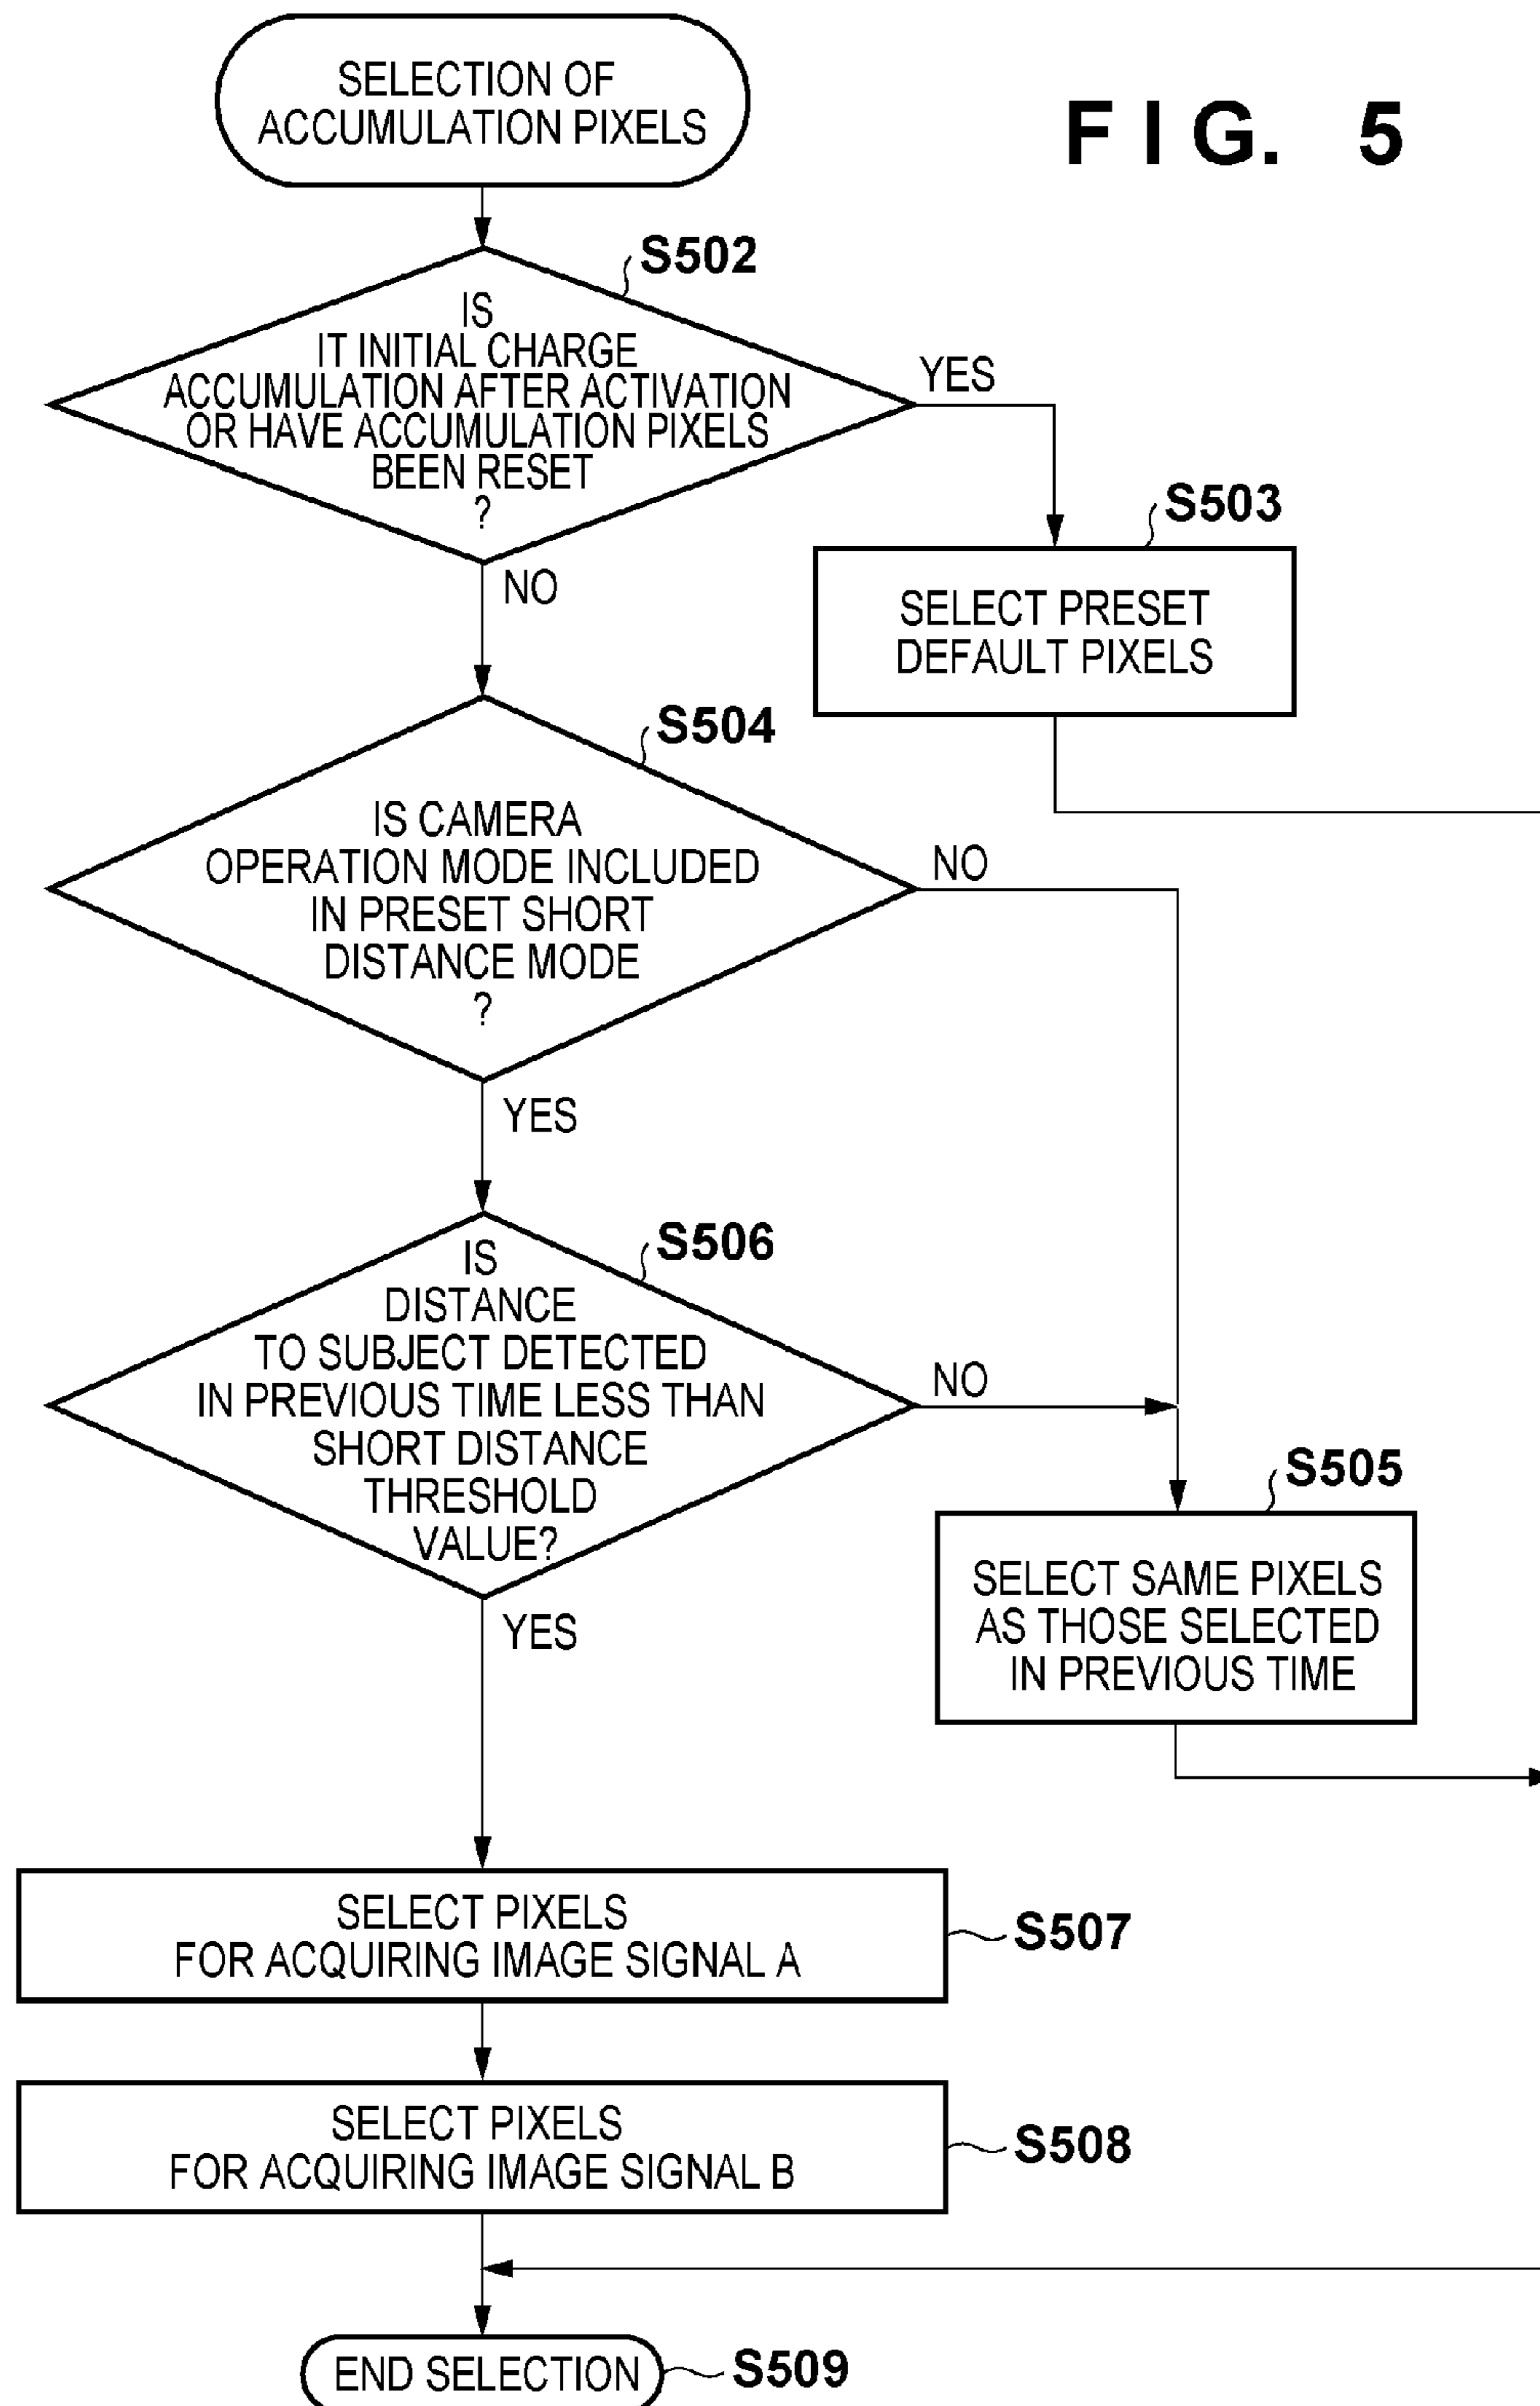 SELECTION OF
ACCUMULATION PIXELS
FIG. 5
S502
IS
IT INITIAL CHARGE
ACCUMULATION AFTER ACTIVATION
OR HAVE ACCUMULATION PIXELS
BEEN RESET
?
YES
NO
S503
SELECT PRESET
DEFAULT PIXELS
S504
IS CAMERA
OPERATION MODE INCLUDED
IN PRESET SHORT
DISTANCE MODE
?
NO
YES
S506
IS
DISTANCE
TO SUBJECT DETECTED
IN PREVIOUS TIME LESS THAN
SHORT DISTANCE
THRESHOLD
VALUE?
NO
YES
S505
SELECT SAME PIXELS
AS THOSE SELECTED
IN PREVIOUS TIME
SELECT PIXELS
FOR ACQUIRING IMAGE SIGNAL A
S507
SELECT PIXELS
FOR ACQUIRING IMAGE SIGNAL B
S508
END SELECTION
S509